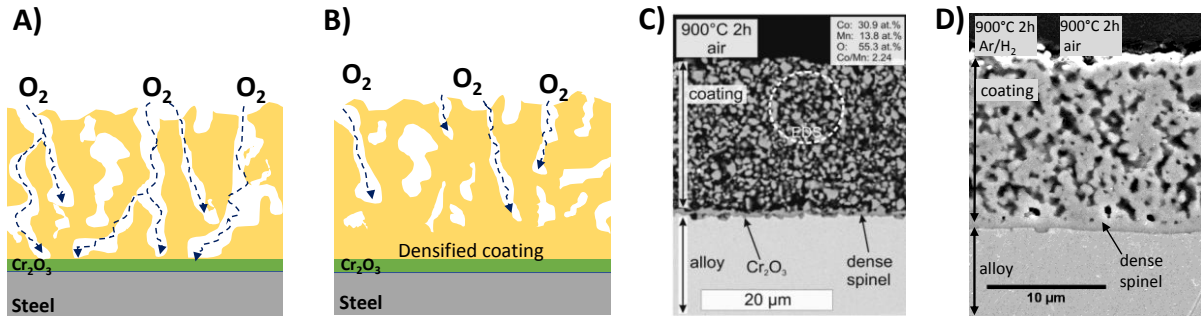 A)
O₂
O₂
O₂
Cr₂O₃
Steel
B)
O₂
O₂
O₂
Densified coating
Cr₂O₃
Steel
C)
900°C 2h
air
Co: 30.9 at.%
Mn: 13.8 at.%
O: 55.3 at.%
Co/Mn: 2.24
coating
EDS
alloy
Cr₂O₃
dense
spinel
20 µm
D)
900°C 2h
Ar/H₂
900°C 2h
air
coating
alloy
dense
spinel
10 µm